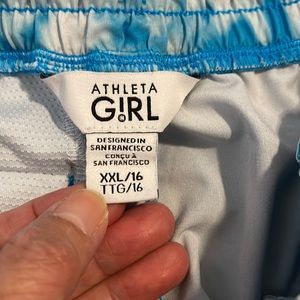 ATHLETA
GiRL
DESIGNED IN
SAN FRANCISCO
CONÇU À
SAN FRANCISCO
XXL/16
TTG/16